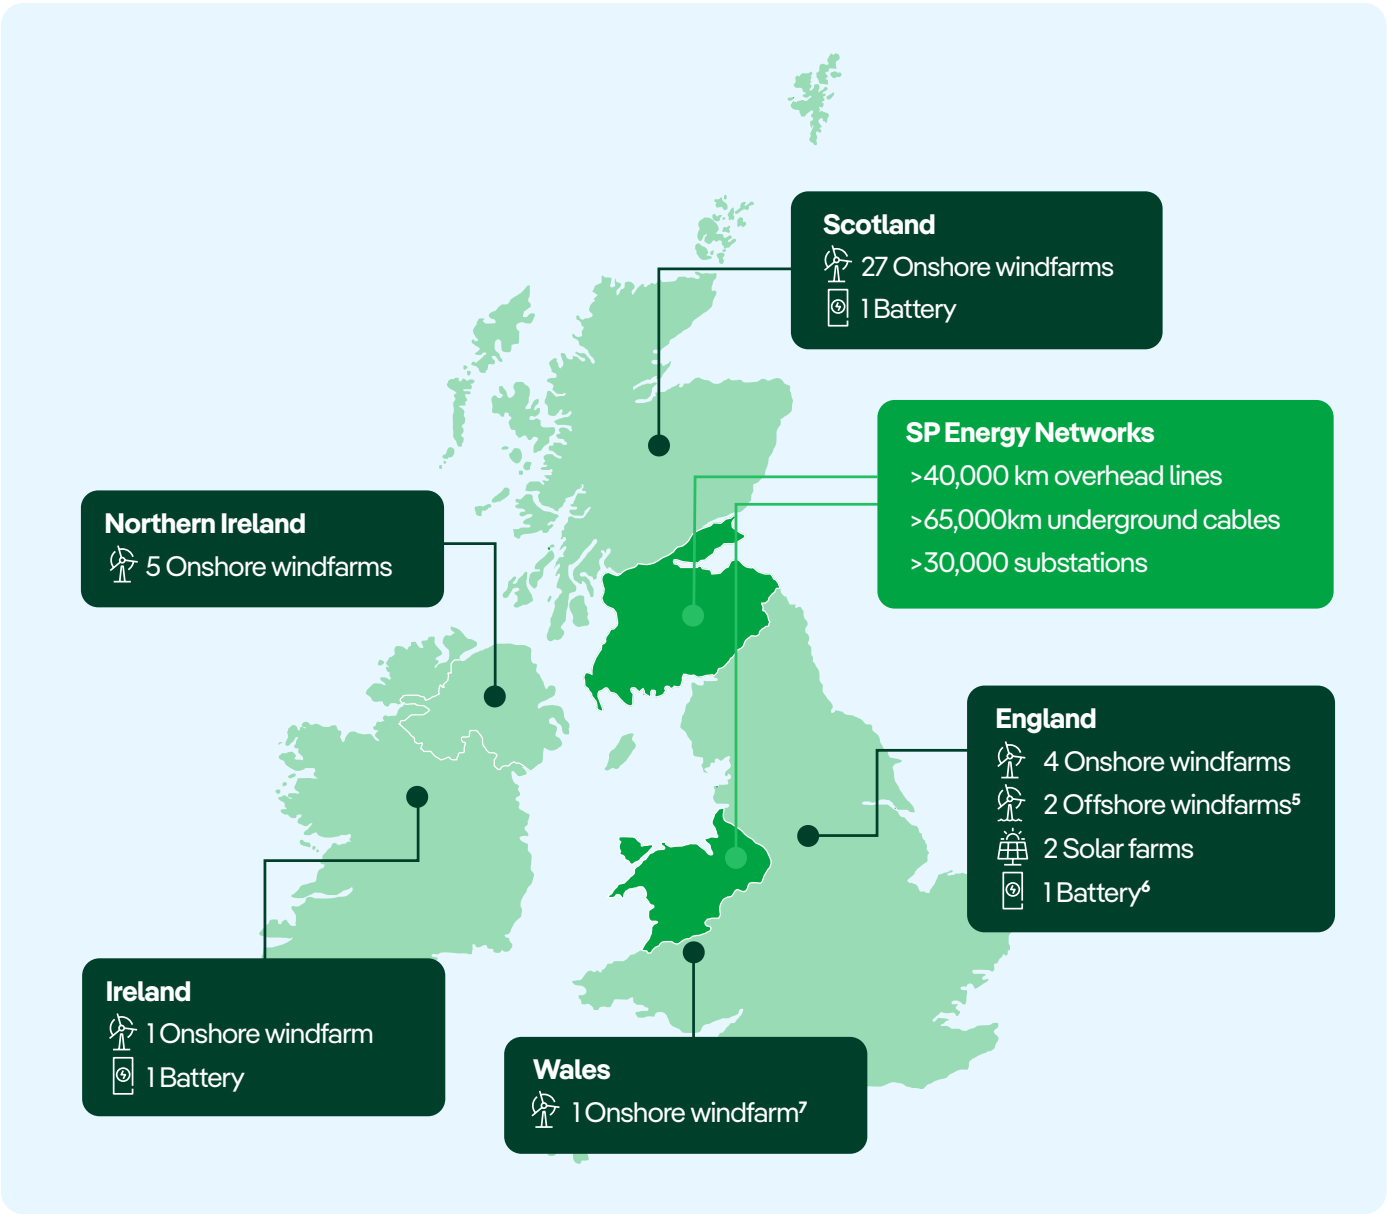 Scotland
27 Onshore windfarms
1 Battery
SP Energy Networks
>40,000 km overhead lines
>65,000km underground cables
>30,000 substations
Northern Ireland
5 Onshore windfarms
England
4 Onshore windfarms
2 Offshore windfarms⁵
2 Solar farms
1 Battery⁶
Ireland
1 Onshore windfarm
1 Battery
Wales
1 Onshore windfarm⁷